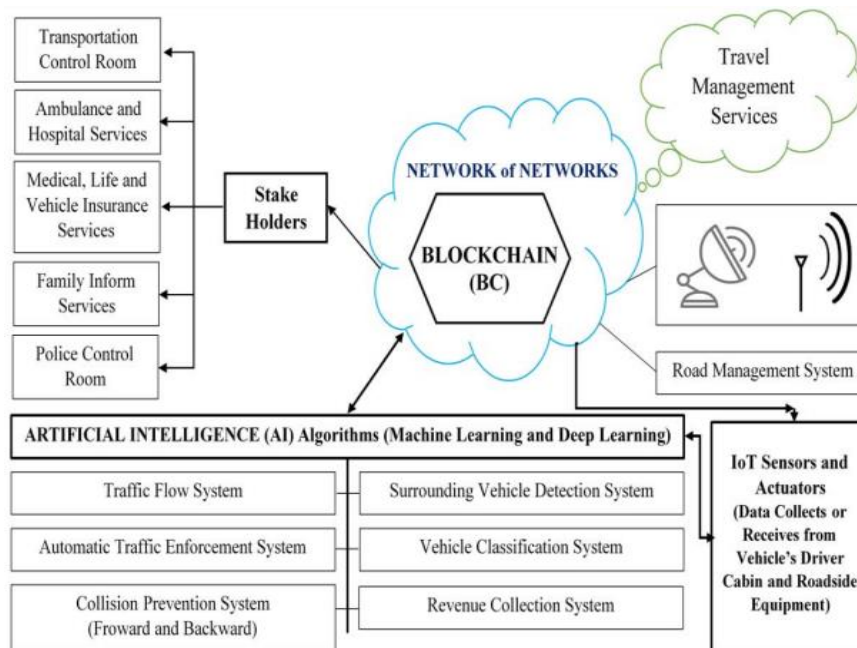 Transportation
Control Room
Ambulance and
Hospital Services
Medical, Life and
Vehicle Insurance
Services
Family Inform
Services
Police Control
Room
Stake
Holders
NETWORK of NETWORKS
BLOCKCHAIN
(BC)
Travel
Management
Services
Road Management System
ARTIFICIAL INTELLIGENCE (AI) Algorithms (Machine Learning and Deep Learning)
Traffic Flow System
Surrounding Vehicle Detection System
Automatic Traffic Enforcement System
Vehicle Classification System
Collision Prevention System
(Froward and Backward)
Revenue Collection System
IoT Sensors and
Actuators
(Data Collects or
Receives from
Vehicle's Driver
Cabin and Roadside
Equipment)